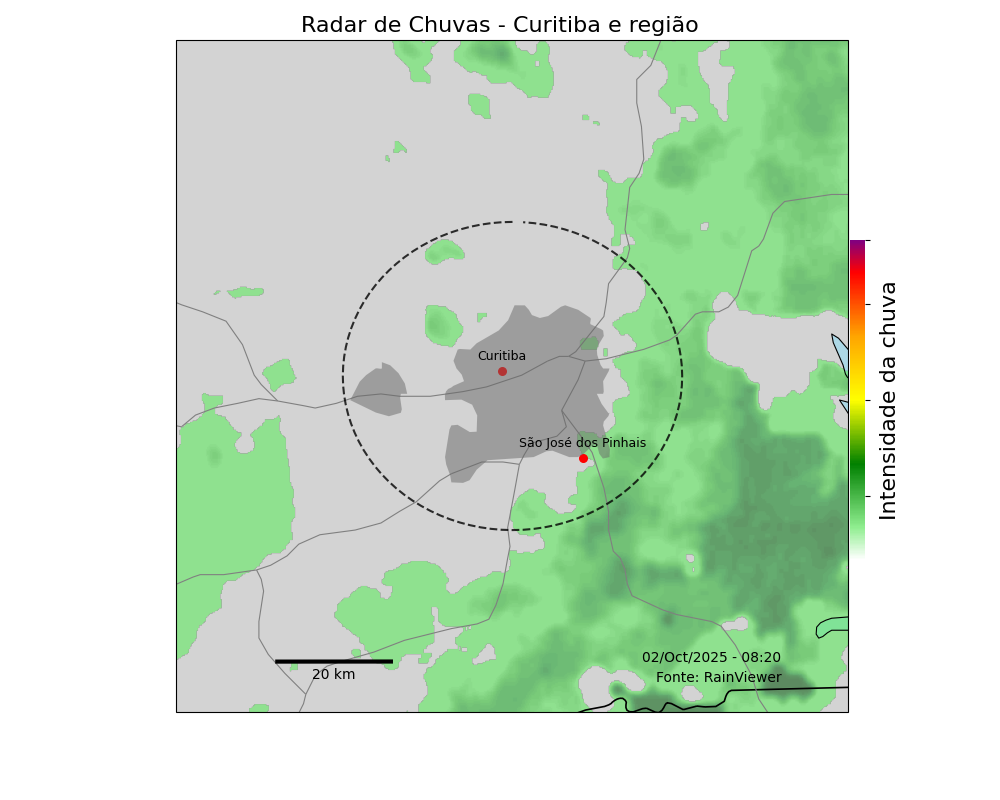 Radar de Chuvas - Curitiba e região
Curitiba
São José dos Pinhais
Intensidade da chuva
02/Oct/2025 - 08:20
Fonte: RainViewer
20 km